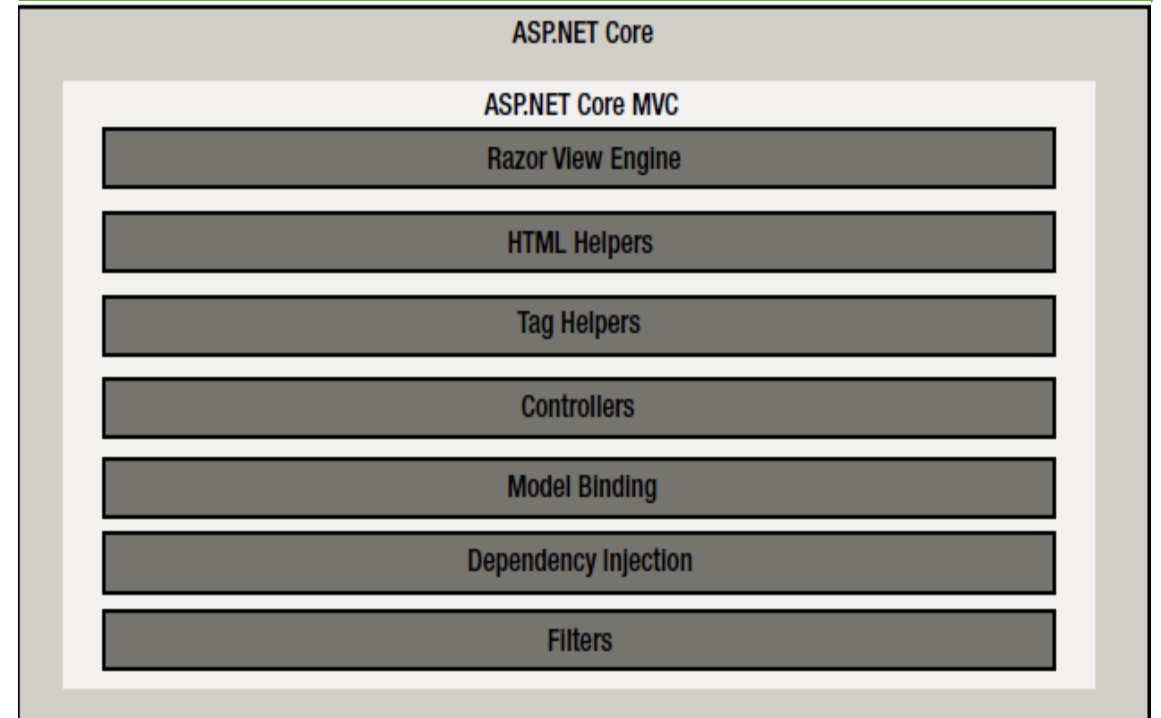 ASP.NET Core
ASP.NET Core MVC
Razor View Engine
HTML Helpers
Tag Helpers
Controllers
Model Binding
Dependency Injection
Filters